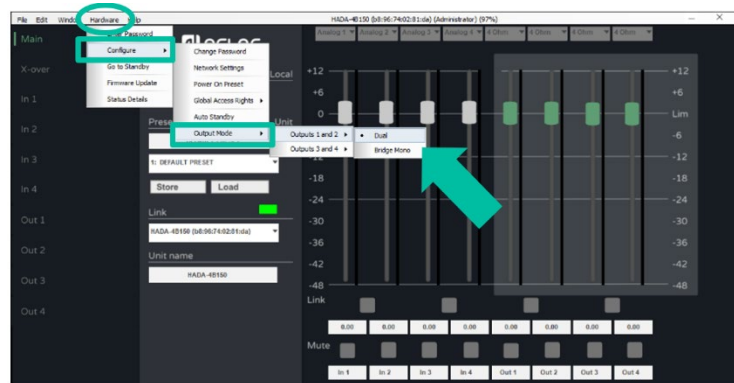 HADA-4B150 (b8:96:74:02:81:da) (Administrator) (97%)
File Edit Window Hardware Help
Main
X-over
In 1
In 2
In 3
In 4
Out 1
Out 2
Out 3
Out 4
Password
Configure
Go to Standby
Firmware Update
Status Details
Change Password
Network Settings
Power On Preset
Global Access Rights
Auto Standby
Output Mode
Outputs 1 and 2
Outputs 3 and 4
Dual
Bridge Mono
Local
Unit
1: DEFAULT PRESET
Store Load
Link
HADA-4B150 (b8:96:74:02:81:da)
Unit name
HADA-4B150
Analog 1 Analog 2 Analog 3 Analog 4 4 Ohm 4 Ohm 4 Ohm 4 Ohm
+12 +12
+6 +6
0 Lim
-6
-12 -12
-18 -18
-24 -24
-30 -30
-36 -36
-42 -42
-48 -48
Link
0.00 0.00 0.00 0.00 0.00 0.00 0.00 0.00
Mute
In 1 In 2 In 3 In 4 Out 1 Out 2 Out 3 Out 4